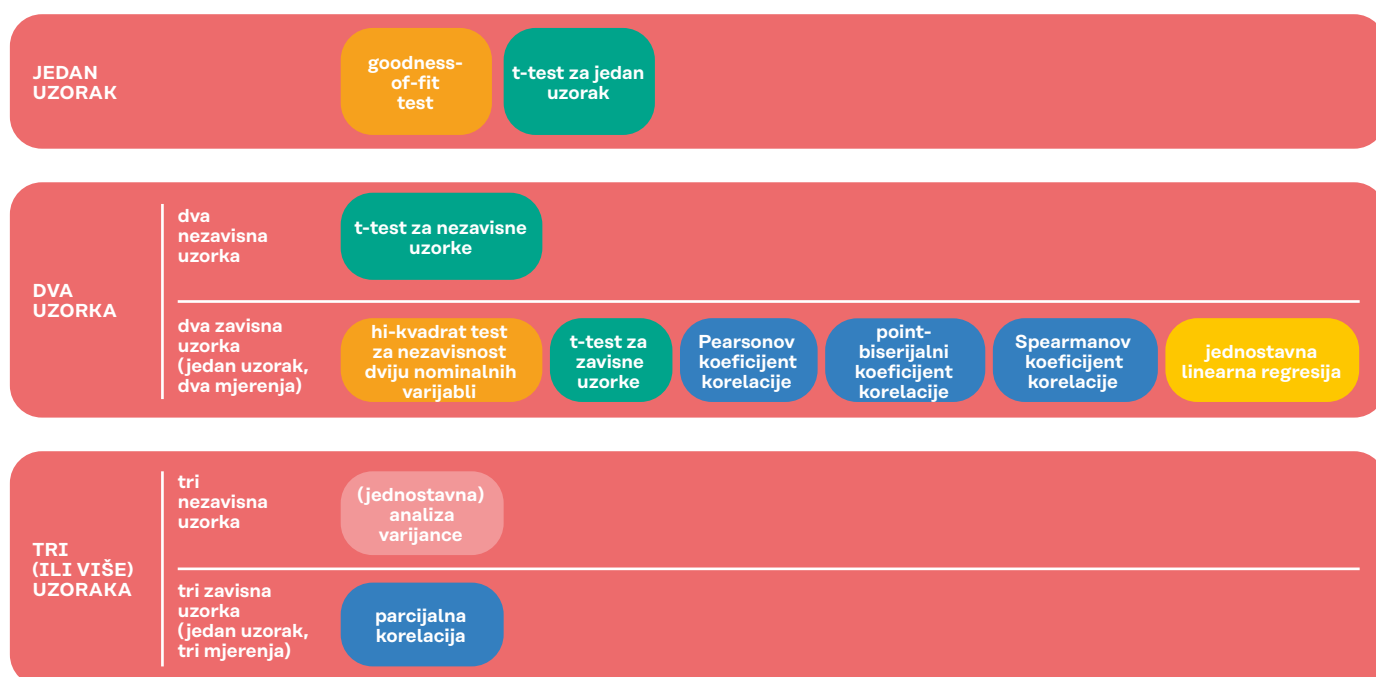 JEDAN
UZORAK
goodness-
of-fit
test
t-test za jedan
uzorak
DVA
UZORKA
dva
nezavisna
uzorka
t-test za nezavisne
uzorke
dva zavisna
uzorka
(jedan uzorak,
dva mjerenja)
hi-kvadrat test
za nezavisnost
dviju nominalnih
varijabli
t-test za
zavisne
uzorke
Pearsonov
koeficijent
korelacije
point-
biserijalni
koeficijent
korelacije
Spearmanov
koeficijent
korelacije
jednostavna
linearna regresija
TRI
(ILI VIŠE)
UZORAKA
tri
nezavisna
uzorka
(jednostavna)
analiza
varijance
tri zavisna
uzorka
(jedan uzorak,
tri mjerenja)
parcijalna
korelacija